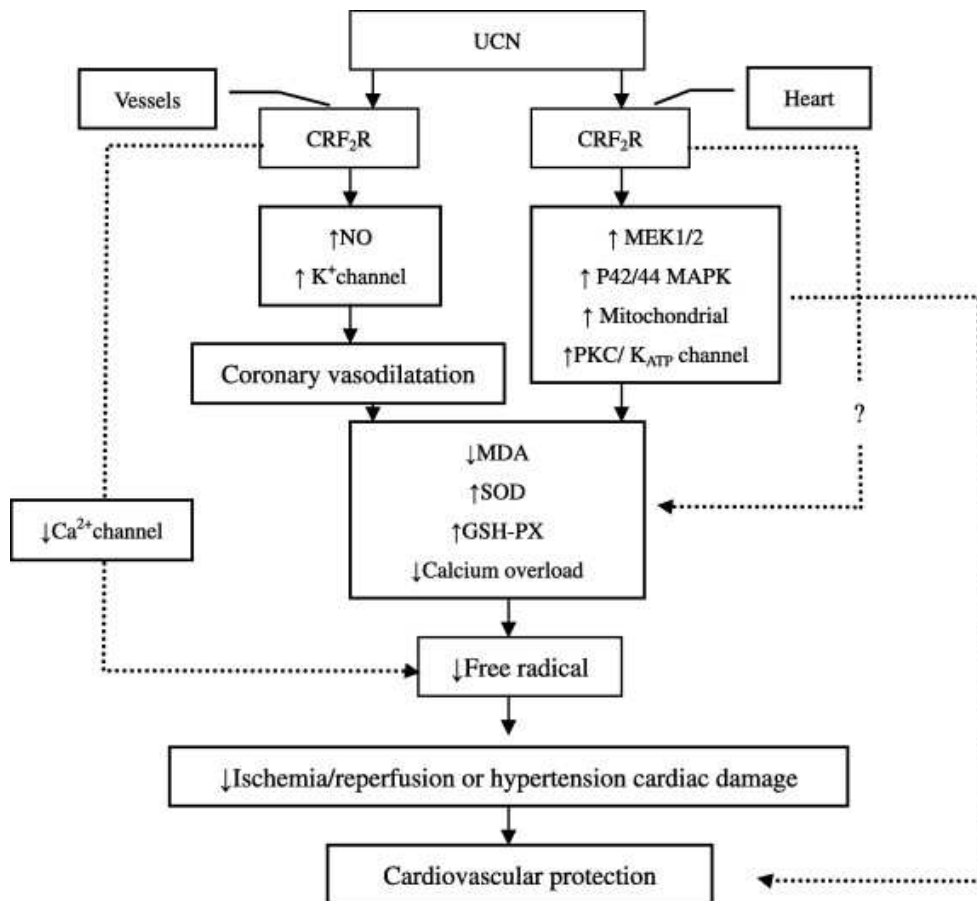 UCN
Vessels
Heart
CRF₂R
CRF₂R
↑NO
↑ K⁺channel
↑ MEK1/2
↑ P42/44 MAPK
↑ Mitochondrial
↑PKC/ K_ATP channel
Coronary vasodilatation
?
↓MDA
↑SOD
↑GSH-PX
↓Calcium overload
↓Ca²⁺channel
↓Free radical
↓Ischemia/reperfusion or hypertension cardiac damage
Cardiovascular protection